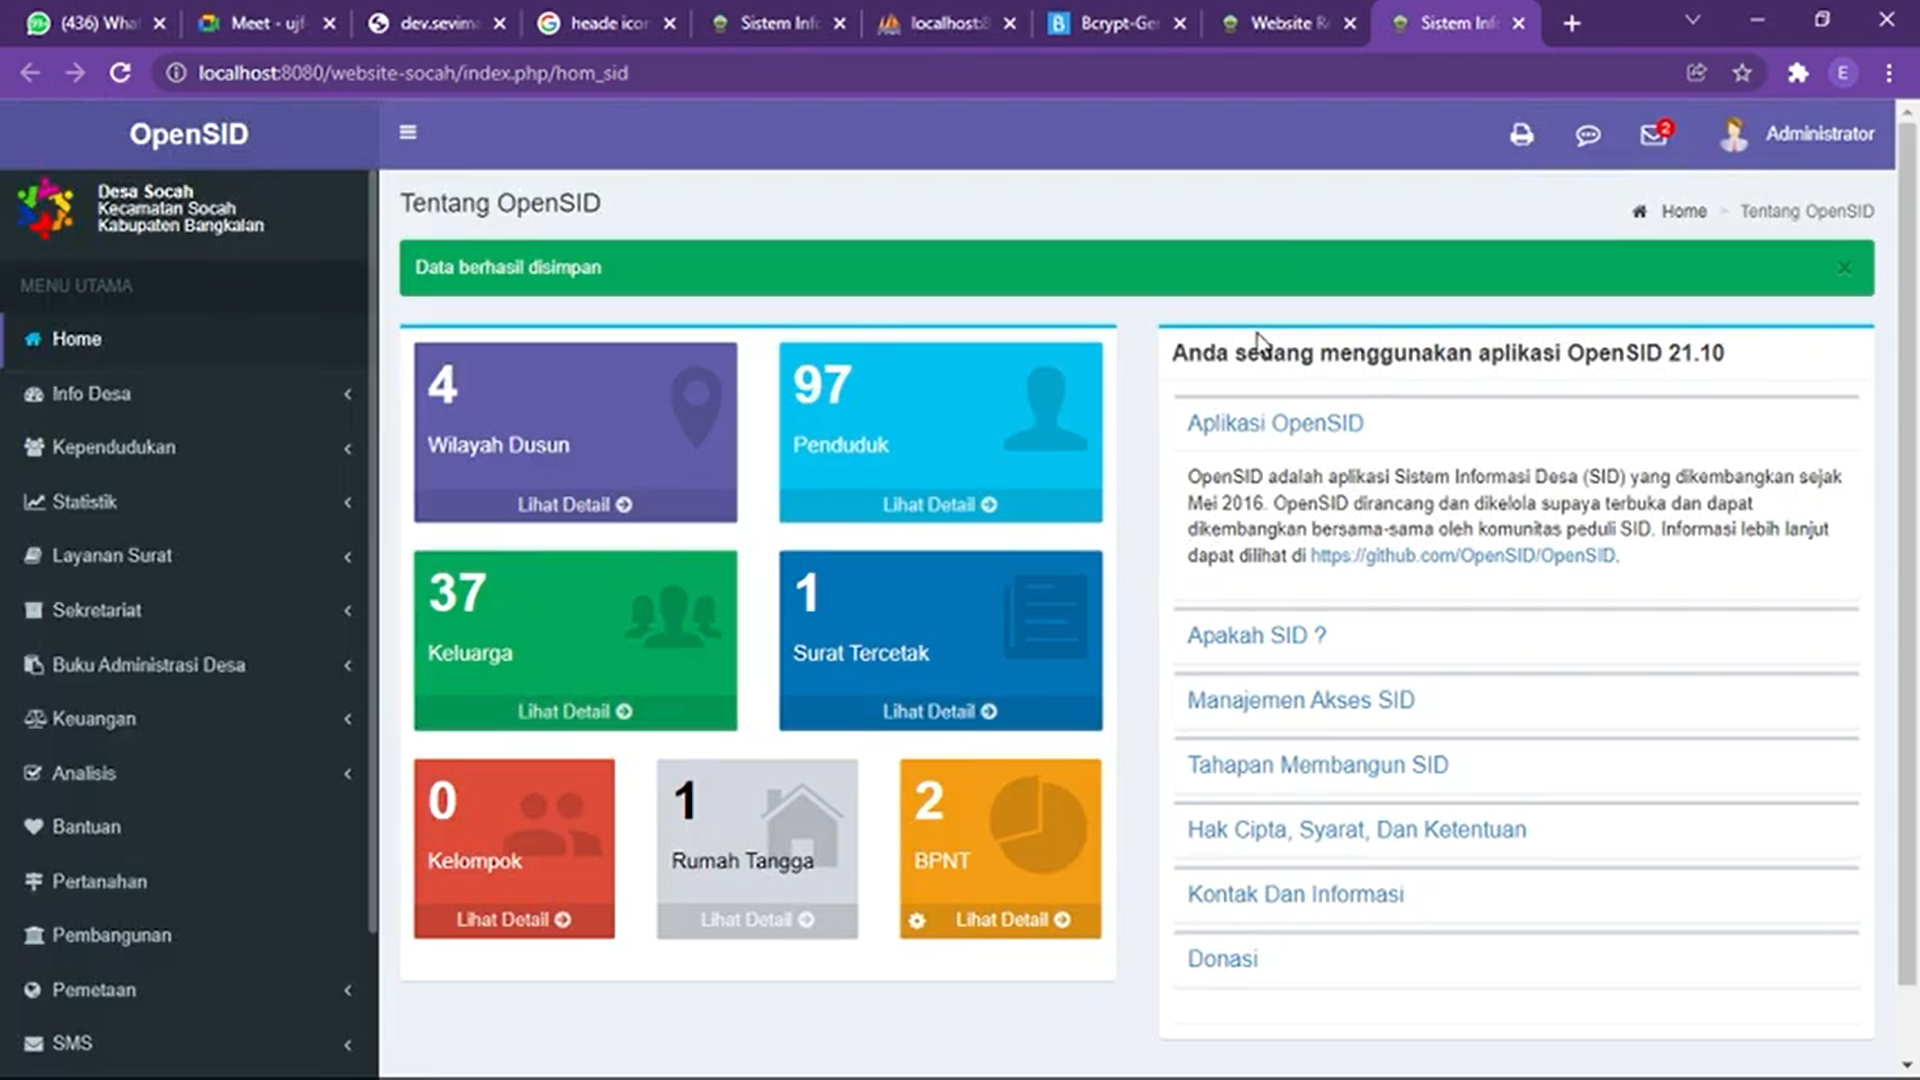 (436) Wha
Meet - ujf
dev.sevima
heade icon
Sistem Inf
localhost:8
Bcrypt-Ge
Website R
Sistem Inf
localhost:8080/website-socah/index.php/hom_sid
E
OpenSID
2
Administrator
Desa Socah
Kecamatan Socah
Kabupaten Bangkalan
Tentang OpenSID
Home > Tentang OpenSID
Data berhasil disimpan
×
MENU UTAMA
Home
Info Desa
Kependudukan
Statistik
Layanan Surat
Sekretariat
Buku Administrasi Desa
Keuangan
Analisis
Bantuan
Pertanahan
Pembangunan
Pemetaan
SMS
4
Wilayah Dusun
Lihat Detail
97
Penduduk
Lihat Detail
37
Keluarga
Lihat Detail
1
Surat Tercetak
Lihat Detail
0
Kelompok
Lihat Detail
1
Rumah Tangga
Lihat Detail
2
BPNT
Lihat Detail
Anda sedang menggunakan aplikasi OpenSID 21.10
Aplikasi OpenSID
OpenSID adalah aplikasi Sistem Informasi Desa (SID) yang dikembangkan sejak
Mei 2016. OpenSID dirancang dan dikelola supaya terbuka dan dapat
dikembangkan bersama-sama oleh komunitas peduli SID. Informasi lebih lanjut
dapat dilihat di https://github.com/OpenSID/OpenSID.
Apakah SID ?
Manajemen Akses SID
Tahapan Membangun SID
Hak Cipta, Syarat, Dan Ketentuan
Kontak Dan Informasi
Donasi